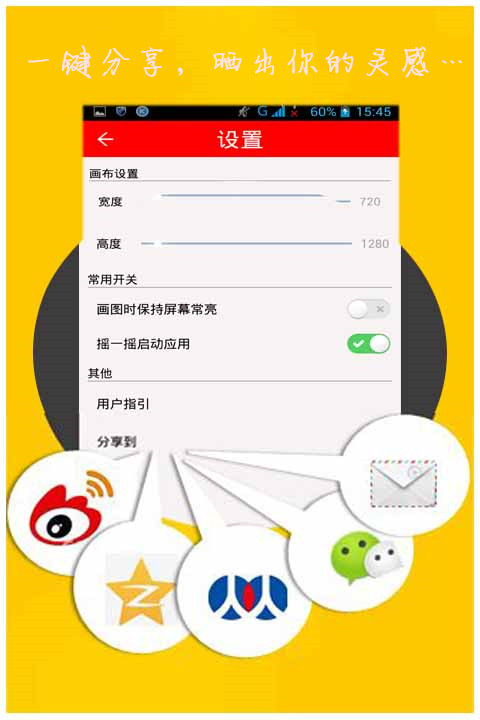 一键分享，晒出你的灵感…
G 60% 15:45
设置
画布设置
宽度 720
高度 1280
常用开关
画图时保持屏幕常亮
摇一摇启动应用
其他
用户指引
分享到